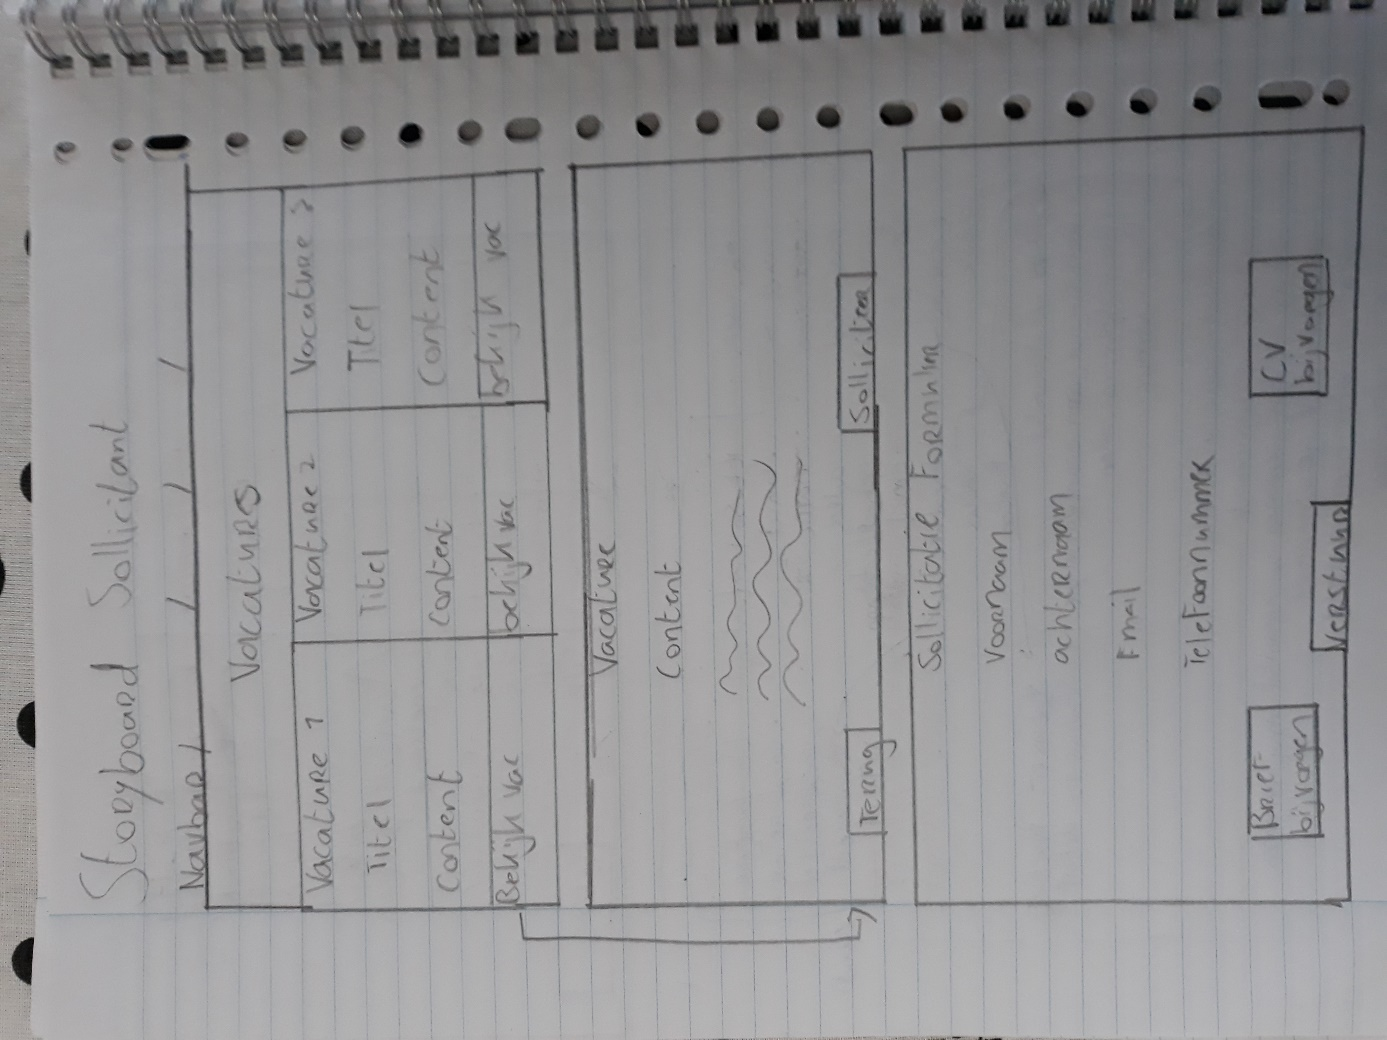 Storyboard Sollicitant
Navbar / / / /
Vacatures
Vacature 1 Vacature 2 Vacature 3
Titel Titel Titel
Content Content Content
Bekijk vac bekijk vac bekijk vac
Vacature
Content
Terug Solliciteer
Sollicitatie Formulier
Voornaam
achternaam
Email
Telefoonnummer
Brief CV
bijvoegen bijvoegen
Verstuur